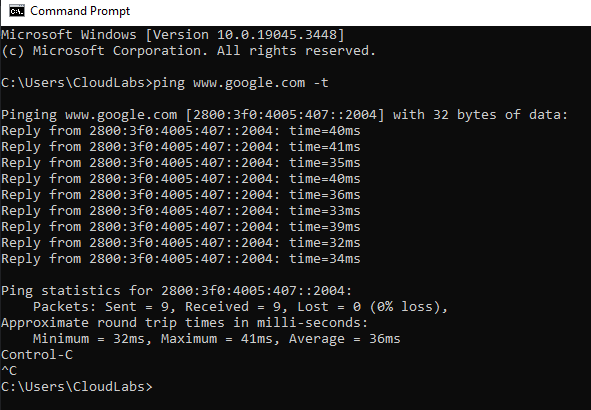 Command Prompt
Microsoft Windows [Version 10.0.19045.3448]
(c) Microsoft Corporation. All rights reserved.
C:\Users\CloudLabs>ping www.google.com -t
Pinging www.google.com [2800:3f0:4005:407::2004] with 32 bytes of data:
Reply from 2800:3f0:4005:407::2004: time=40ms
Reply from 2800:3f0:4005:407::2004: time=41ms
Reply from 2800:3f0:4005:407::2004: time=35ms
Reply from 2800:3f0:4005:407::2004: time=40ms
Reply from 2800:3f0:4005:407::2004: time=36ms
Reply from 2800:3f0:4005:407::2004: time=33ms
Reply from 2800:3f0:4005:407::2004: time=39ms
Reply from 2800:3f0:4005:407::2004: time=32ms
Reply from 2800:3f0:4005:407::2004: time=34ms
Ping statistics for 2800:3f0:4005:407::2004:
    Packets: Sent = 9, Received = 9, Lost = 0 (0% loss),
Approximate round trip times in milli-seconds:
    Minimum = 32ms, Maximum = 41ms, Average = 36ms
Control-C
^C
C:\Users\CloudLabs>